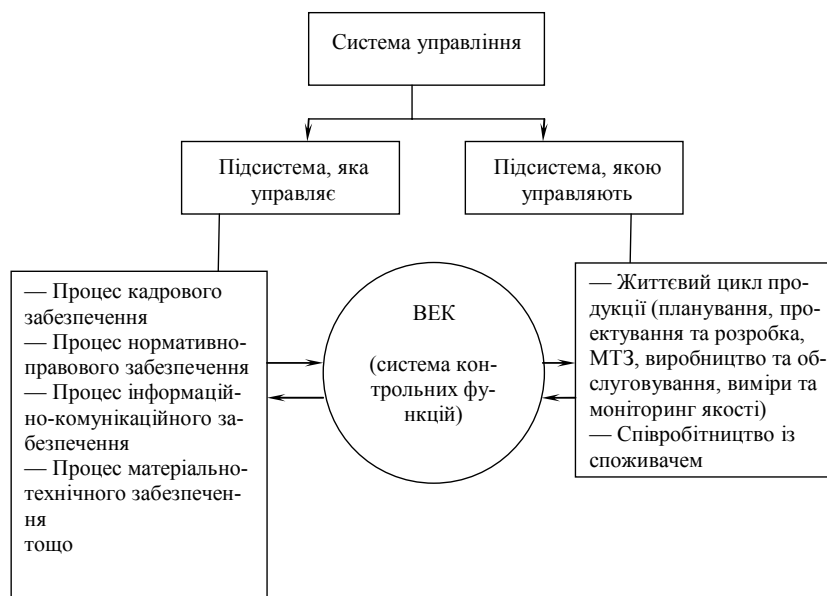 Система управління
Підсистема, яка
управляє
Підсистема, якою
управляють
— Процес кадрового
забезпечення
— Процес нормативно-
правового забезпечення
— Процес інформацій-
но-комунікаційного за-
безпечення
— Процес матеріально-
технічного забезпечен-
ня
тощо
ВЕК
(система кон-
трольних фу-
нкцій)
— Життєвий цикл про-
дукції (планування, про-
ектування та розробка,
МТЗ, виробництво та об-
слуговування, виміри та
моніторинг якості)
— Співробітництво із
споживачем